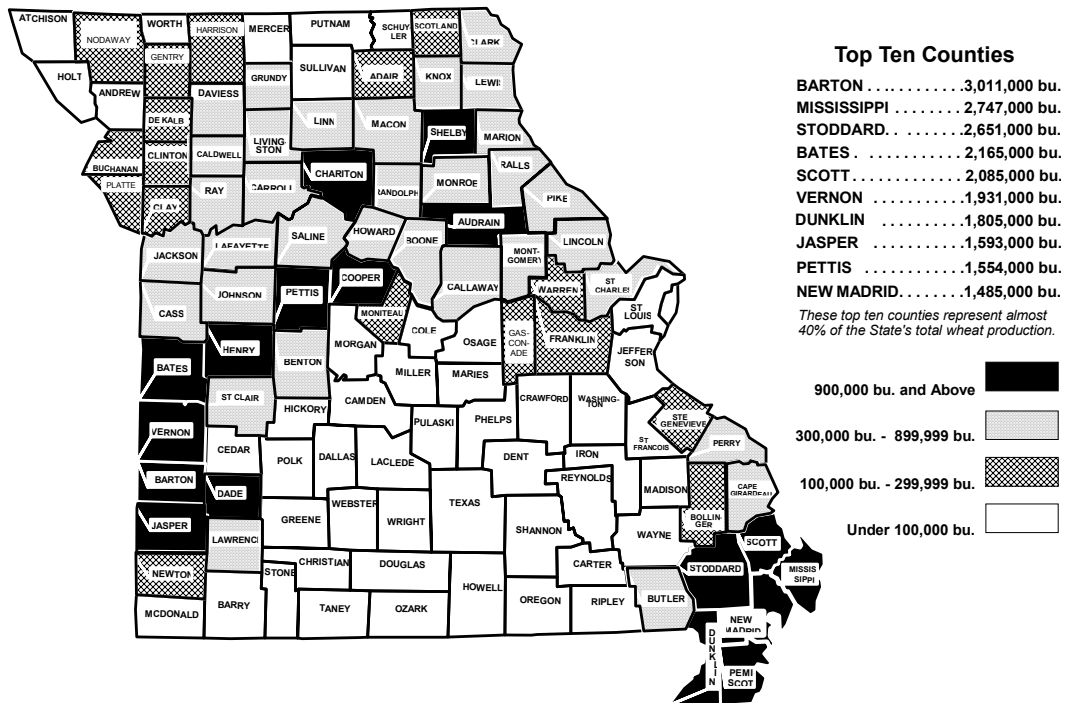 ATCHISON
NODAWAY
WORTH
HARRISON
MERCER
PUTNAM
SCHUY
LER
SCOTLAND
CLARK
GENTRY
HOLT
ANDREW
DAVIESS
GRUNDY
SULLIVAN
ADAIR
KNOX
LEWIS
DE KALB
LINN
MACON
SHELBY
MARION
BUCHANAN
CLINTON
CALDWELL
LIVING-
STON
CHARITON
RANDOLPH
MONROE
RALLS
PLATTE
CLAY
RAY
CARROLL
PIKE
AUDRAIN
JACKSON
LAFAYETTE
SALINE
HOWARD
BOONE
MONT-
GOMERY
LINCOLN
CASS
JOHNSON
PETTIS
COOPER
CALLAWAY
WARREN
ST
CHARLES
MONITEAU
COLE
OSAGE
GAS-
CON-
ADE
FRANKLIN
ST
LOUIS
BATES
HENRY
BENTON
MORGAN
MILLER
MARIES
JEFFER
SON
ST CLAIR
HICKORY
CAMDEN
PULASKI
PHELPS
CRAWFORD
WASHING-
TON
STE
GENEVIEVE
VERNON
CEDAR
POLK
DALLAS
LACLEDE
DENT
IRON
ST
FRANCOIS
PERRY
BARTON
DADE
TEXAS
REYNOLDS
MADISON
BOLLIN-
GER
CAPE
GIRARDEAU
JASPER
LAWRENCE
GREENE
WEBSTER
WRIGHT
SHANNON
WAYNE
SCOTT
NEWTON
STONE
CHRISTIAN
DOUGLAS
HOWELL
CARTER
STODDARD
MISSIS
SIPPI
MCDONALD
BARRY
TANEY
OZARK
OREGON
RIPLEY
BUTLER
NEW
MADRID
DUNKLIN
PEMI
SCOT
Top Ten Counties
BARTON . . .. . . . . . . . . .3,011,000 bu.
MISSISSIPPI . . . . . . . . 2,747,000 bu.
STODDARD. . . . . . . . . .2,651,000 bu.
BATES . . . . . . . . . . . . 2,165,000 bu.
SCOTT . . . . . . . . . . . . . 2,085,000 bu.
VERNON . . . . . . . . . . . 1,931,000 bu.
DUNKLIN . . . . . . . . . . 1,805,000 bu.
JASPER . . . . . . . . . . . 1,593,000 bu.
PETTIS . . . . . . . . . . . .1,554,000 bu.
NEW MADRID. . . . . . . .1,485,000 bu.
These top ten counties represent almost
40% of the State's total wheat production.
900,000 bu. and Above
300,000 bu. - 899,999 bu.
100,000 bu. - 299,999 bu.
Under 100,000 bu.